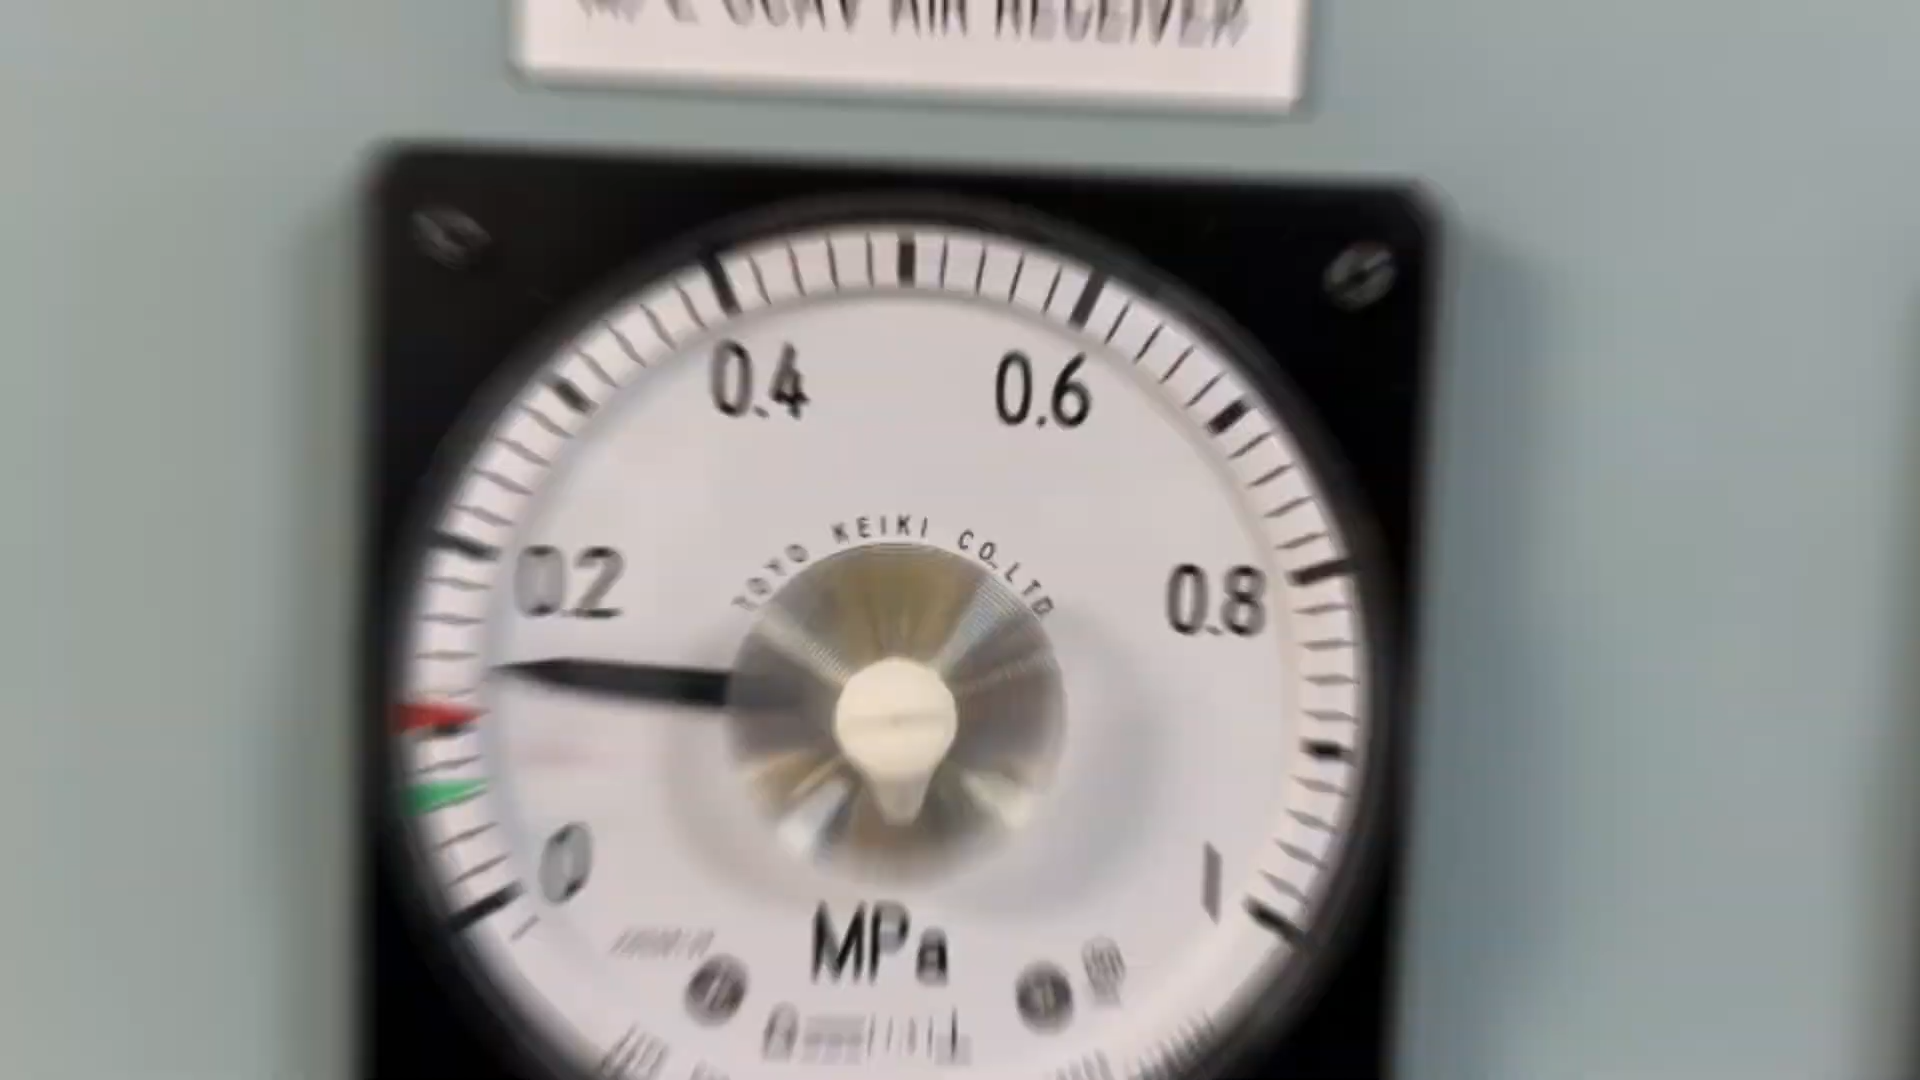 AIR RECEIVER
0.4 0.6
0.2 0.8
TOYO KEIKI CO.,LTD
0 1
MPa